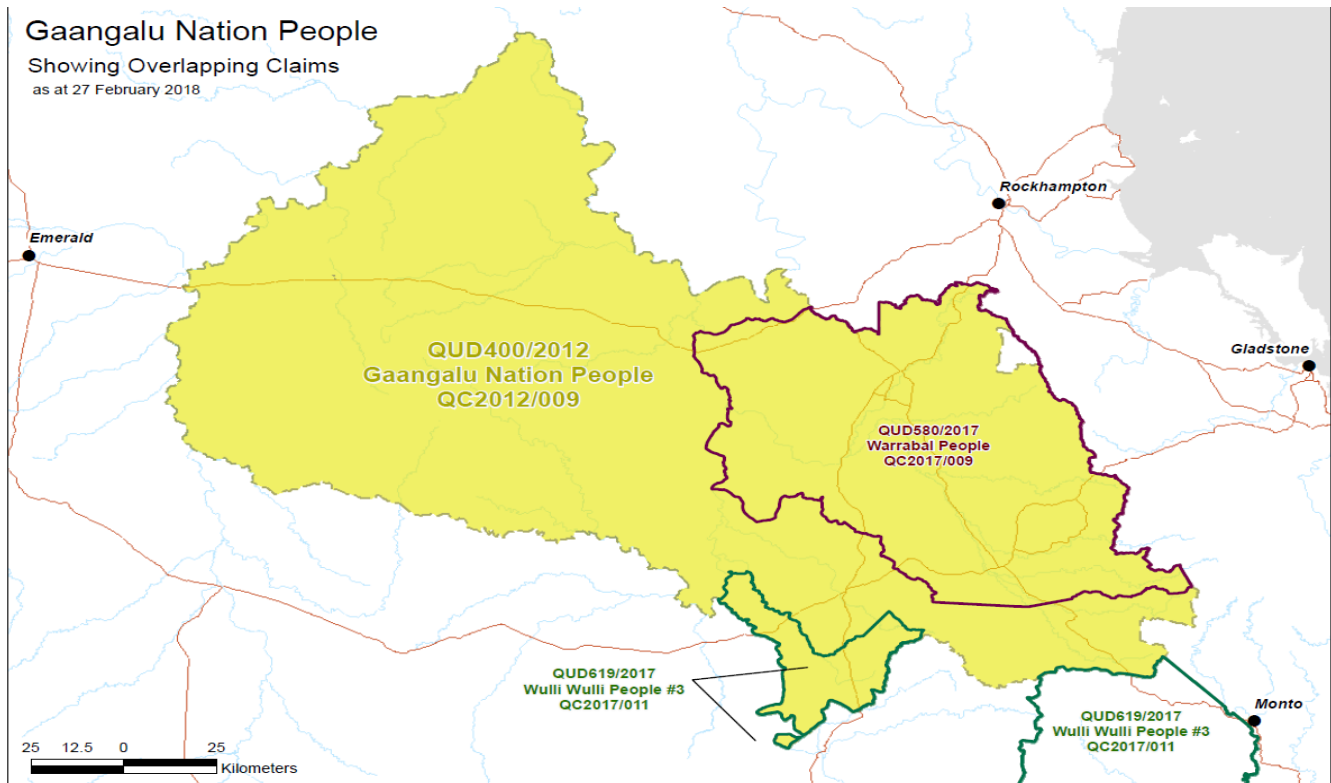 Gaangalu Nation People
Showing Overlapping Claims
as at 27 February 2018
Rockhampton
Emerald
Gladstone
QUD400/2012
Gaangalu Nation People
QC2012/009
QUD580/2017
Warrabal People
QC2017/009
QUD619/2017
Wulli Wulli People #3
QC2017/011
QUD619/2017
Wulli Wulli People #3
QC2017/011
Monto
25 12.5 0 25
Kilometers